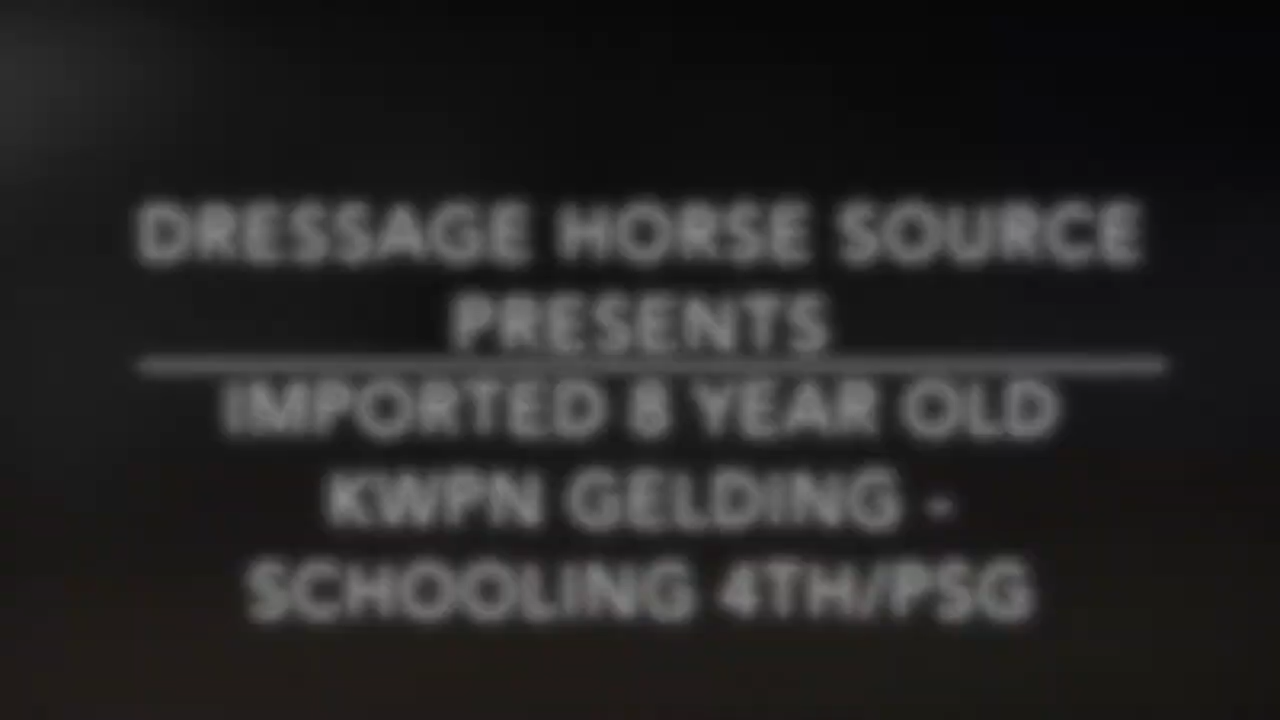 DRESSAGE HORSE SOURCE
PRESENTS
IMPORTED 8 YEAR OLD
KWPN GELDING -
SCHOOLING 4TH/PSG